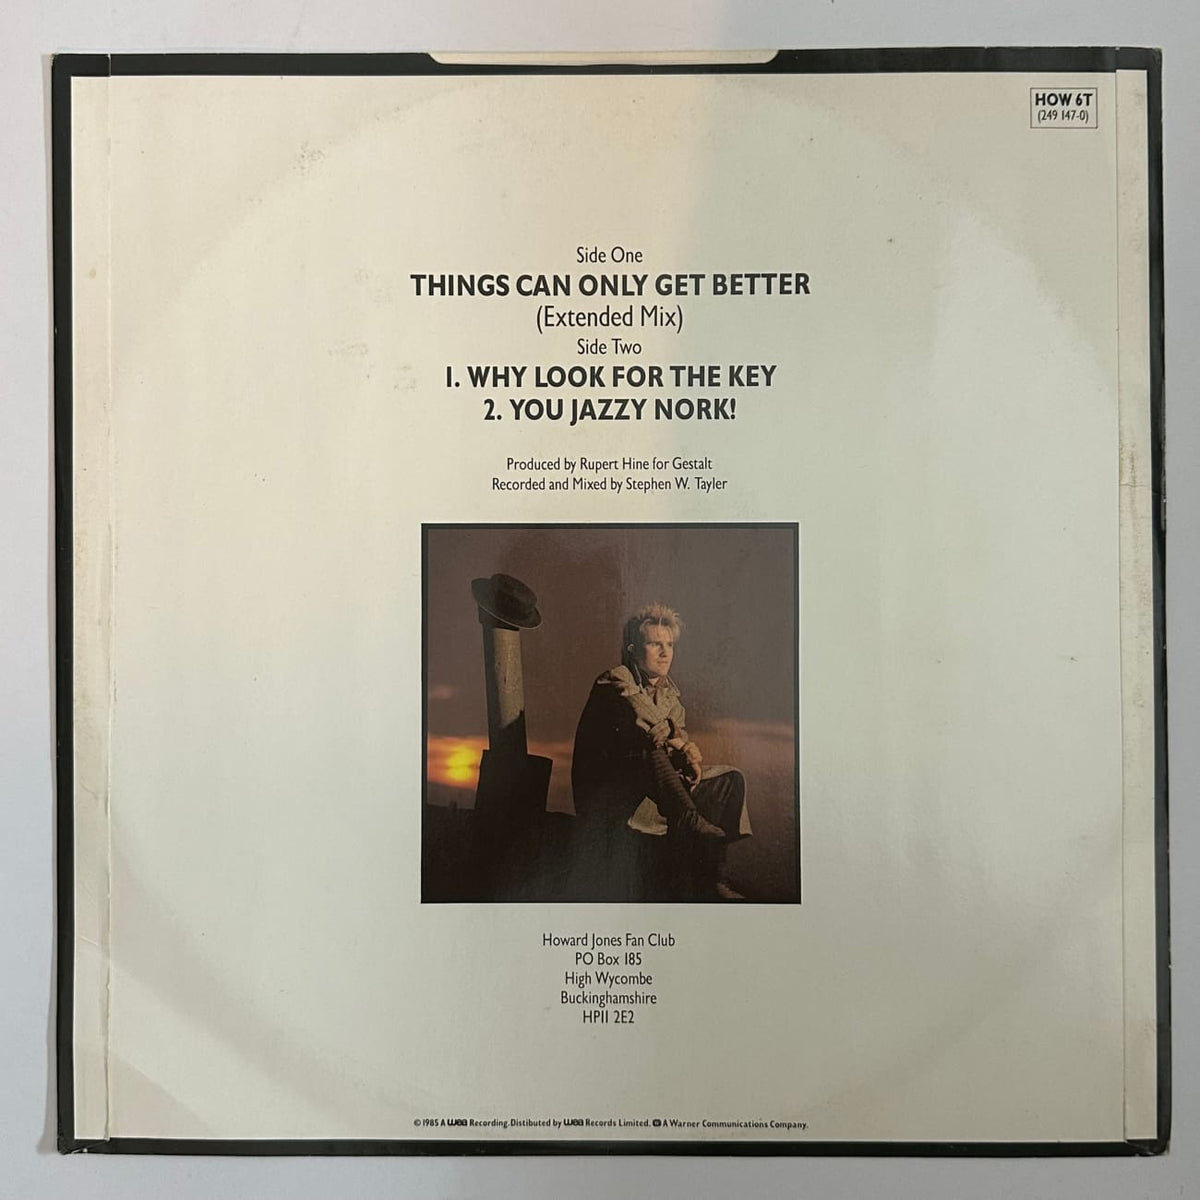 HOW 6T
(249 147-0)
Side One
THINGS CAN ONLY GET BETTER
(Extended Mix)
Side Two
1. WHY LOOK FOR THE KEY
2. YOU JAZZY NORK!
Produced by Rupert Hine for Gestalt
Recorded and Mixed by Stephen W. Tayler
Howard Jones Fan Club
PO Box 185
High Wycombe
Buckinghamshire
HP11 2E2
© 1985 A wea Recording. Distibuted by wea Records Limited. A Warner Communications Company.